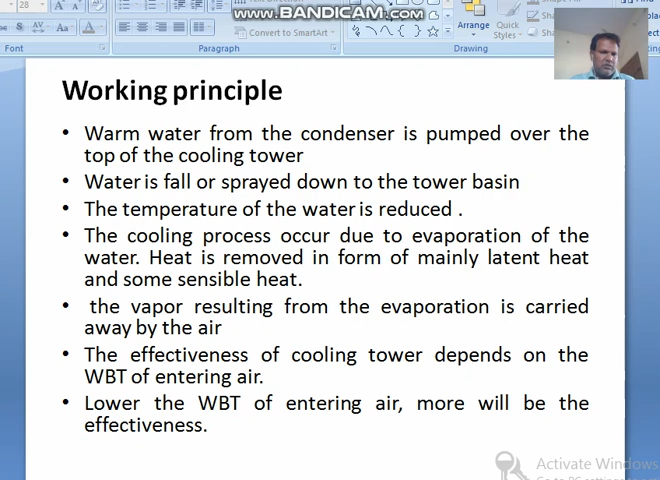 28
www.BANDICAM.com
Convert to SmartArt
Arrange
Quick
Styles
Font
Paragraph
Drawing
Working principle
• Warm water from the condenser is pumped over the
top of the cooling tower
• Water is fall or sprayed down to the tower basin
• The temperature of the water is reduced .
• The cooling process occur due to evaporation of the
water. Heat is removed in form of mainly latent heat
and some sensible heat.
• the vapor resulting from the evaporation is carried
away by the air
• The effectiveness of cooling tower depends on the
WBT of entering air.
• Lower the WBT of entering air, more will be the
effectiveness.
Activate Windows